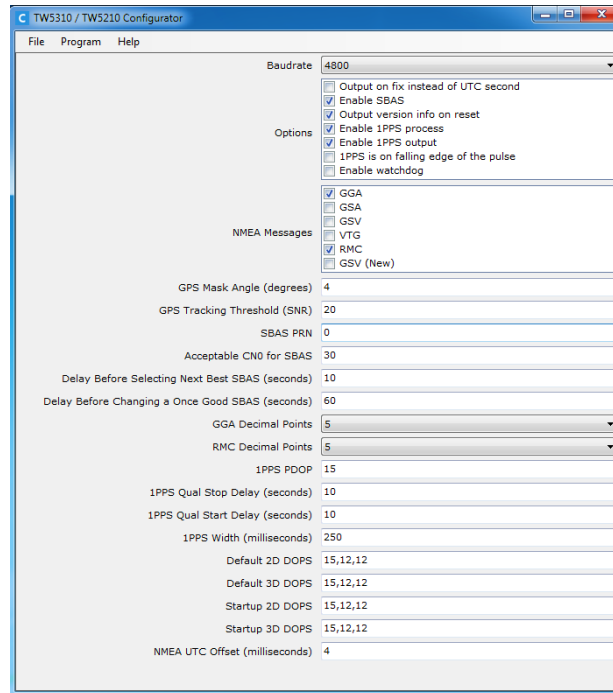 C TW5310 / TW5210 Configurator
File Program Help
Baudrate 4800
Output on fix instead of UTC second
Enable SBAS
Output version info on reset
Enable 1PPS process
Options
Enable 1PPS output
1PPS is on falling edge of the pulse
Enable watchdog
GGA
GSA
GSV
NMEA Messages
VTG
RMC
GSV (New)
GPS Mask Angle (degrees) 4
GPS Tracking Threshold (SNR) 20
SBAS PRN 0
Acceptable CN0 for SBAS 30
Delay Before Selecting Next Best SBAS (seconds) 10
Delay Before Changing a Once Good SBAS (seconds) 60
GGA Decimal Points 5
RMC Decimal Points 5
1PPS PDOP 15
1PPS Qual Stop Delay (seconds) 10
1PPS Qual Start Delay (seconds) 10
1PPS Width (milliseconds) 250
Default 2D DOPS 15,12,12
Default 3D DOPS 15,12,12
Startup 2D DOPS 15,12,12
Startup 3D DOPS 15,12,12
NMEA UTC Offset (milliseconds) 4